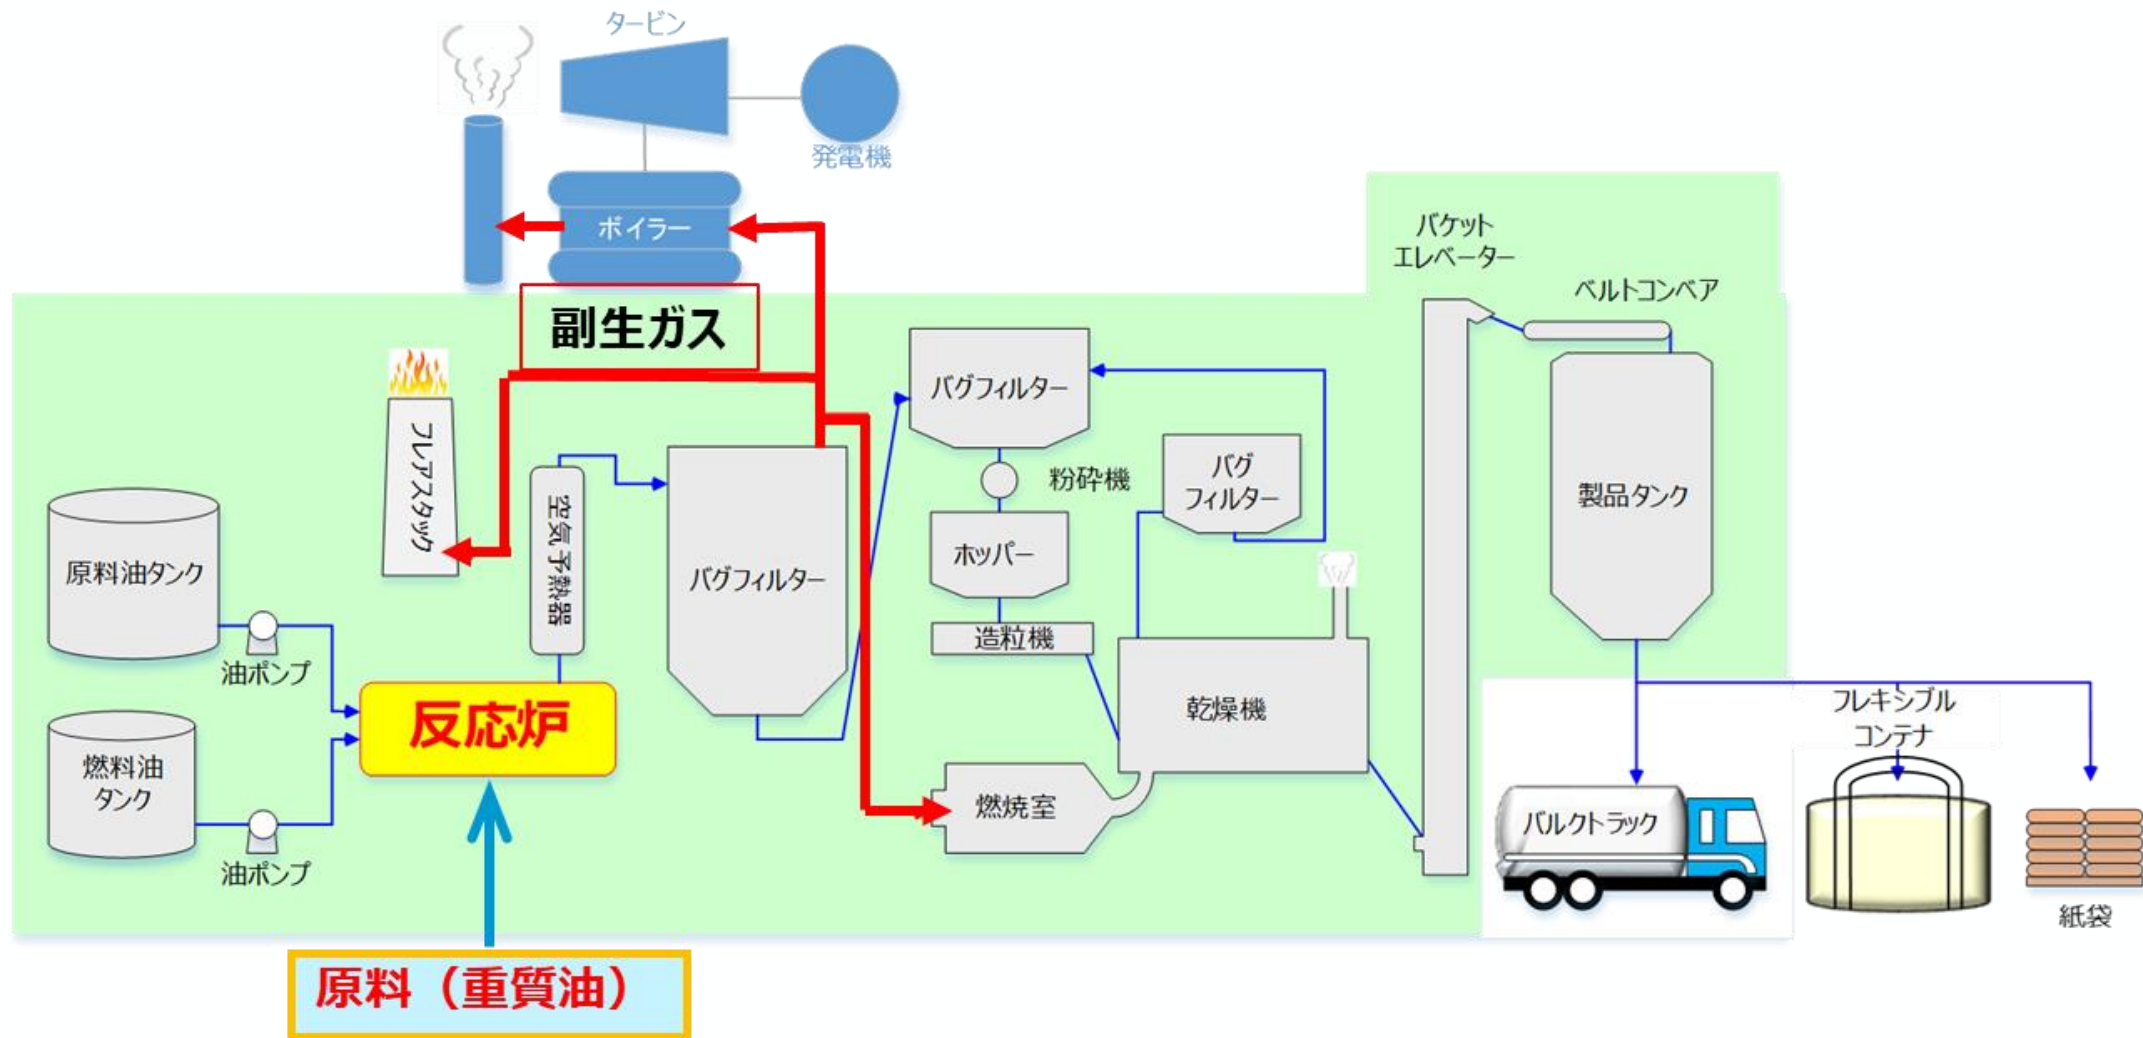 タービン
発電機
ボイラー
副生ガス
バケット
エレベーター
ベルトコンベア
バグフィルター
フレアスタック
粉砕機
バグ
フィルター
空気予熱器
製品タンク
原料油タンク
ホッパー
バグフィルター
造粒機
油ポンプ
反応炉
乾燥機
フレキシブル
コンテナ
燃料油
タンク
燃焼室
バルクトラック
油ポンプ
紙袋
原料（重質油）